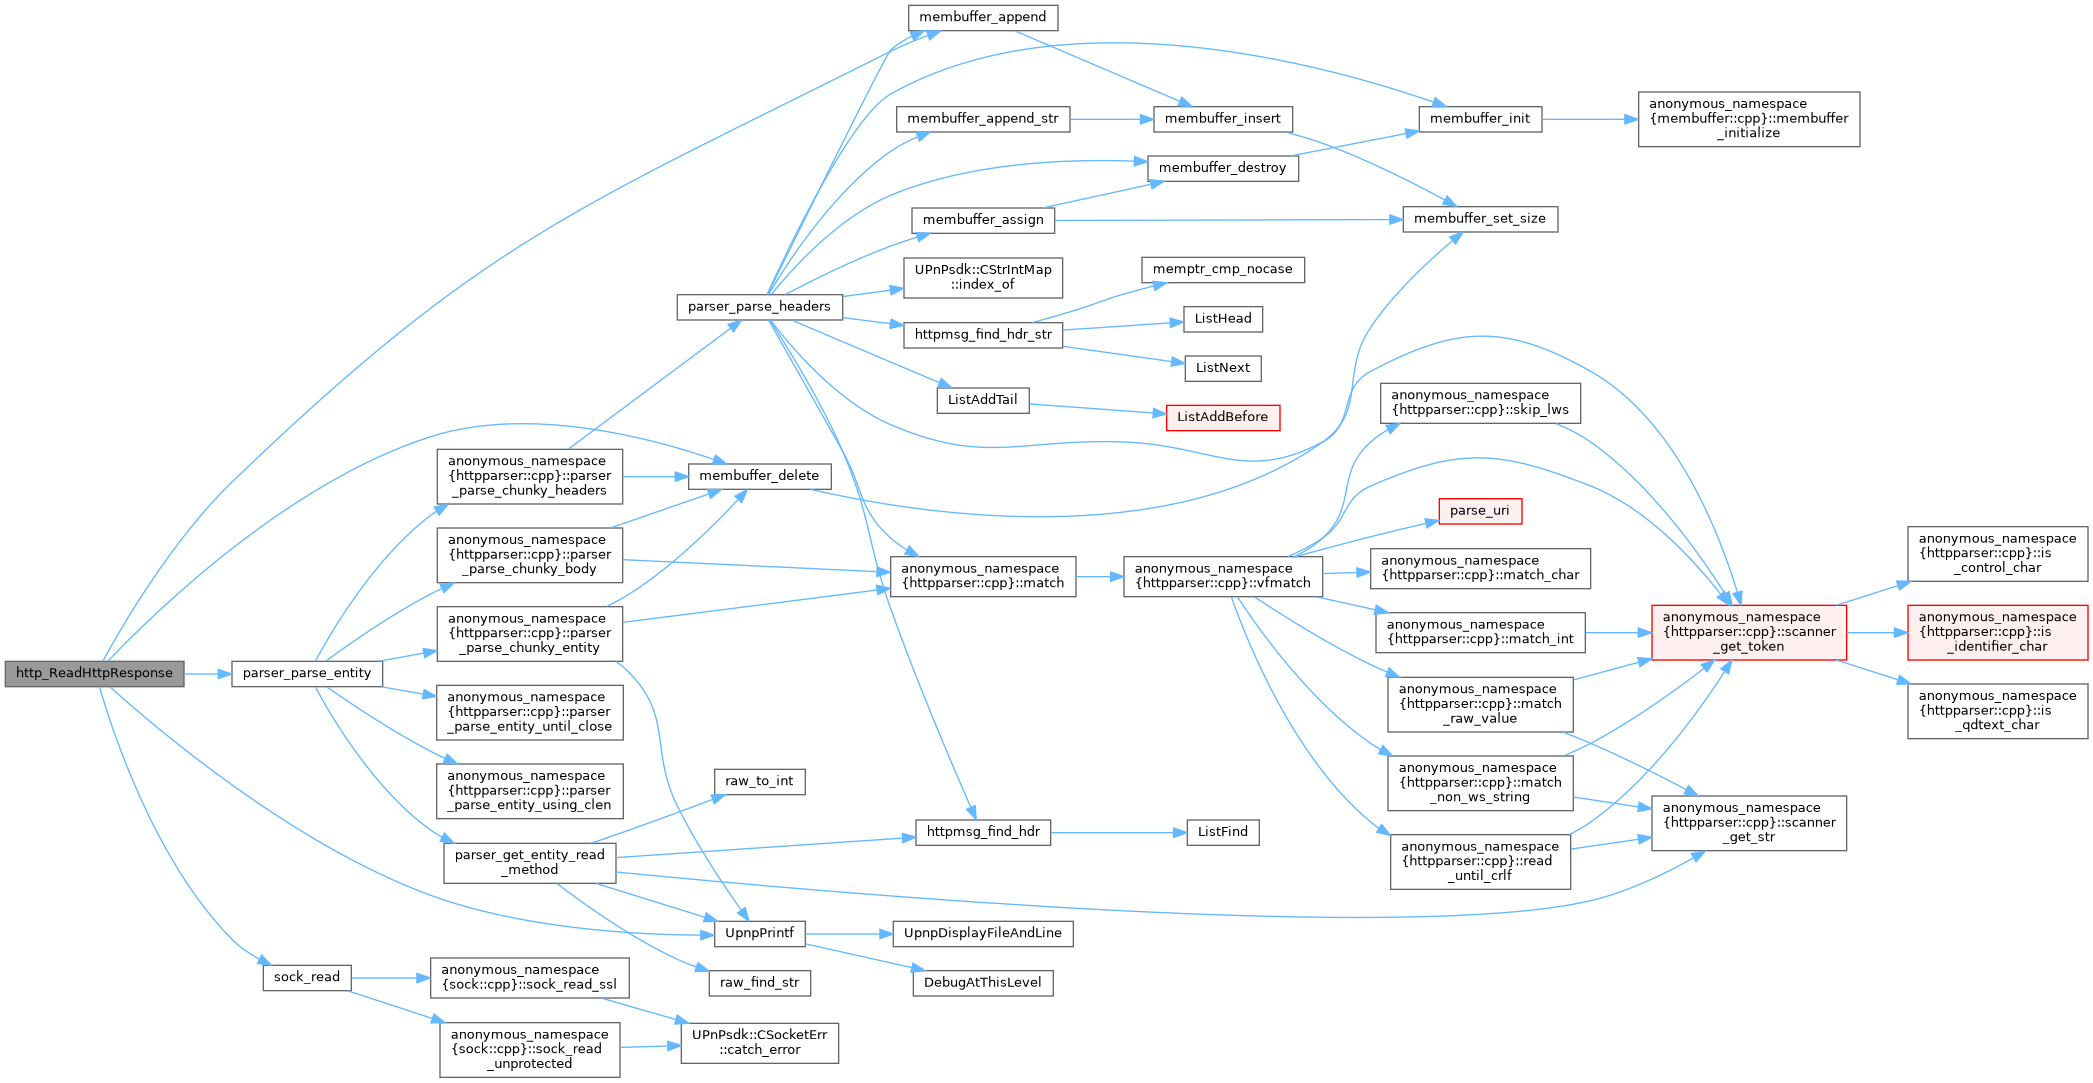 http_ReadHttpResponse
membuffer_append
membuffer_insert
membuffer_set_size
membuffer_delete
parser_parse_entity
anonymous_namespace
{httpparser::cpp}::parser
_parse_chunky_body
anonymous_namespace
{httpparser::cpp}::match
anonymous_namespace
{httpparser::cpp}::vfmatch
anonymous_namespace
{httpparser::cpp}::match_char
anonymous_namespace
{httpparser::cpp}::match_int
anonymous_namespace
{httpparser::cpp}::scanner
_get_token
anonymous_namespace
{httpparser::cpp}::is
_control_char
anonymous_namespace
{httpparser::cpp}::is
_identifier_char
anonymous_namespace
{httpparser::cpp}::is
_qdtext_char
anonymous_namespace
{httpparser::cpp}::match
_raw_value
anonymous_namespace
{httpparser::cpp}::scanner
_get_str
anonymous_namespace
{httpparser::cpp}::match
_non_ws_string
anonymous_namespace
{httpparser::cpp}::read
_until_crlf
anonymous_namespace
{httpparser::cpp}::skip_lws
parse_uri
anonymous_namespace
{httpparser::cpp}::parser
_parse_chunky_entity
UpnpPrintf
UpnpDisplayFileAndLine
DebugAtThisLevel
anonymous_namespace
{httpparser::cpp}::parser
_parse_chunky_headers
parser_parse_headers
membuffer_append_str
membuffer_destroy
membuffer_init
anonymous_namespace
{membuffer::cpp}::membuffer
_initialize
membuffer_assign
UPnPsdk::CStrIntMap
::index_of
httpmsg_find_hdr_str
memptr_cmp_nocase
ListHead
ListNext
ListAddTail
ListAddBefore
httpmsg_find_hdr
ListFind
anonymous_namespace
{httpparser::cpp}::parser
_parse_entity_until_close
anonymous_namespace
{httpparser::cpp}::parser
_parse_entity_using_clen
parser_get_entity_read
_method
raw_to_int
raw_find_str
sock_read
anonymous_namespace
{sock::cpp}::sock_read_ssl
anonymous_namespace
{sock::cpp}::sock_read
_unprotected
UPnPsdk::CSocketErr
::catch_error